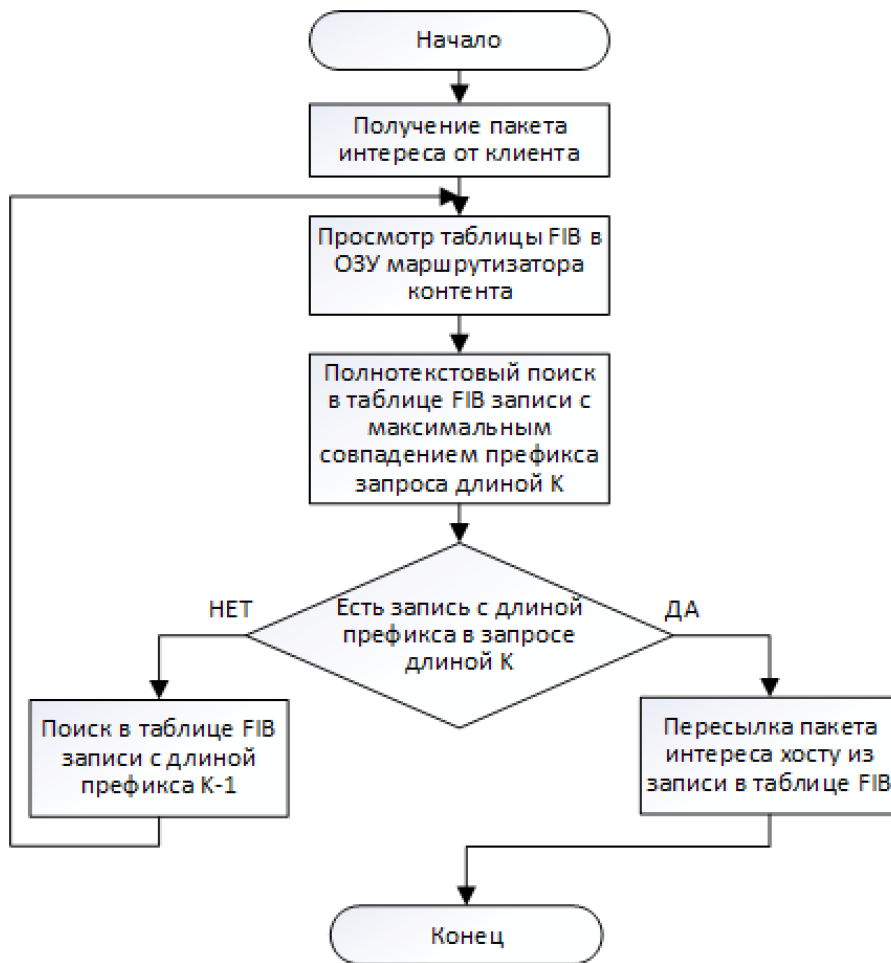 Начало
Получение пакета
интереса от клиента
Просмотр таблицы FIB в
ОЗУ маршрутизатора
контента
Полнотекстовый поиск
в таблице FIB записи с
максимальным
совпадением префикса
запроса длиной K
Есть запись с длиной
префикса в запросе
длиной K
НЕТ
ДА
Поиск в таблице FIB
записи с длиной
префикса K-1
Пересылка пакета
интереса хосту из
записи в таблице FIB
Конец